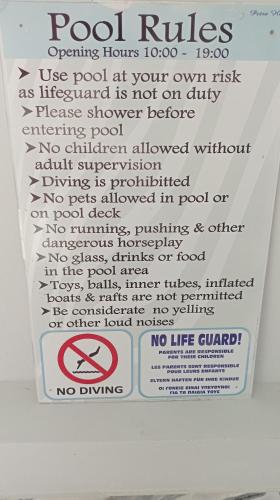 Petra H
Pool Rules
Opening Hours 10:00 - 19:00
➤ Use pool at your own risk
as lifeguard is not on duty
➤Please shower before
entering pool
➤No children allowed without
adult supervision
➤Diving is prohibitted
➤No pets allowed in pool or
on pool deck
➤No running, pushing & other
dangerous horseplay
➤No glass, drinks or food
in the pool area
➤Toys, balls, inner tubes, inflated
boats & rafts are not permitted
➤Be considerate no yelling
or other loud noises
NO DIVING
NO LIFE GUARD!
PARENTS ARE RESPONSIBLE
FOR THEIR CHILDREN
LES PARENTS SONT RESPONSIBLE
POUR LEURS ENFANTS
ELTERN HAFTEN FÜR IHRE KINDER
ΟΙ ΓΟΝΕΙΣ ΕΙΝΑΙ ΥΠΕΥΘΥΝΟΙ
ΓΙΑ ΤΑ ΠΑΙΔΙΑ ΤΟΥΣ